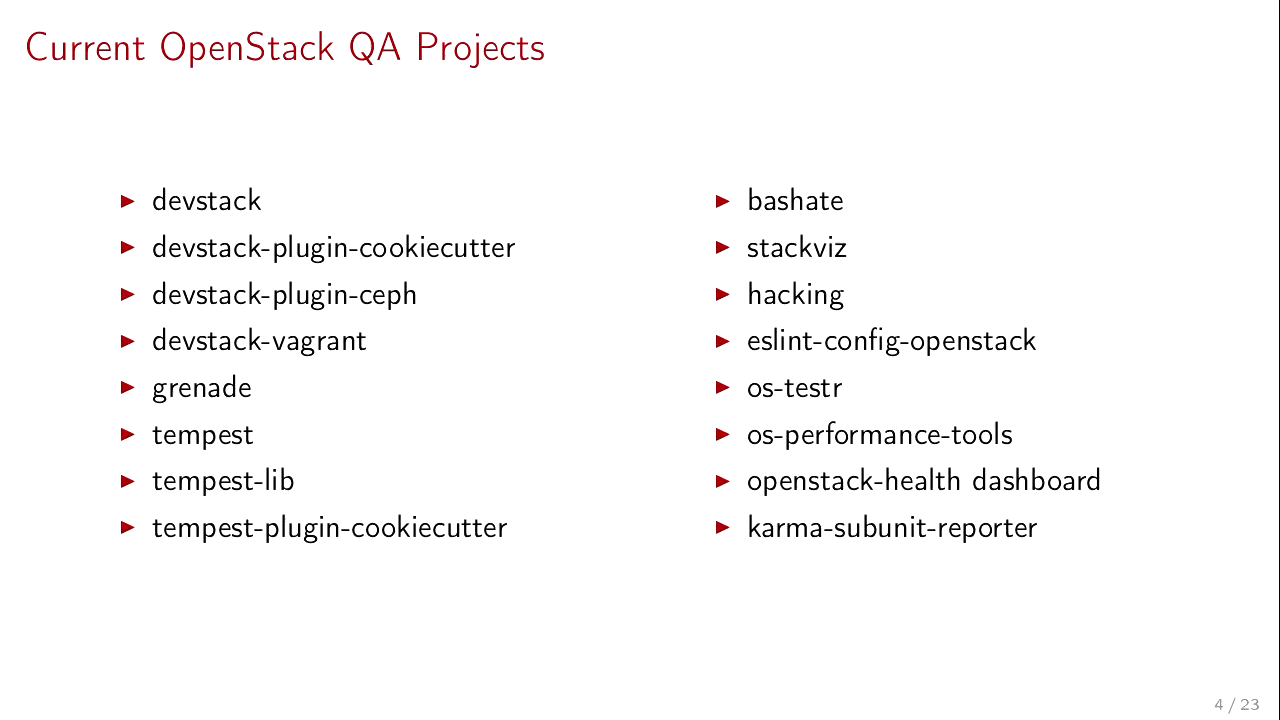 Current OpenStack QA Projects
▶ devstack
▶ devstack-plugin-cookiecutter
▶ devstack-plugin-ceph
▶ devstack-vagrant
▶ grenade
▶ tempest
▶ tempest-lib
▶ tempest-plugin-cookiecutter
▶ bashate
▶ stackviz
▶ hacking
▶ eslint-config-openstack
▶ os-testr
▶ os-performance-tools
▶ openstack-health dashboard
▶ karma-subunit-reporter
4 / 23